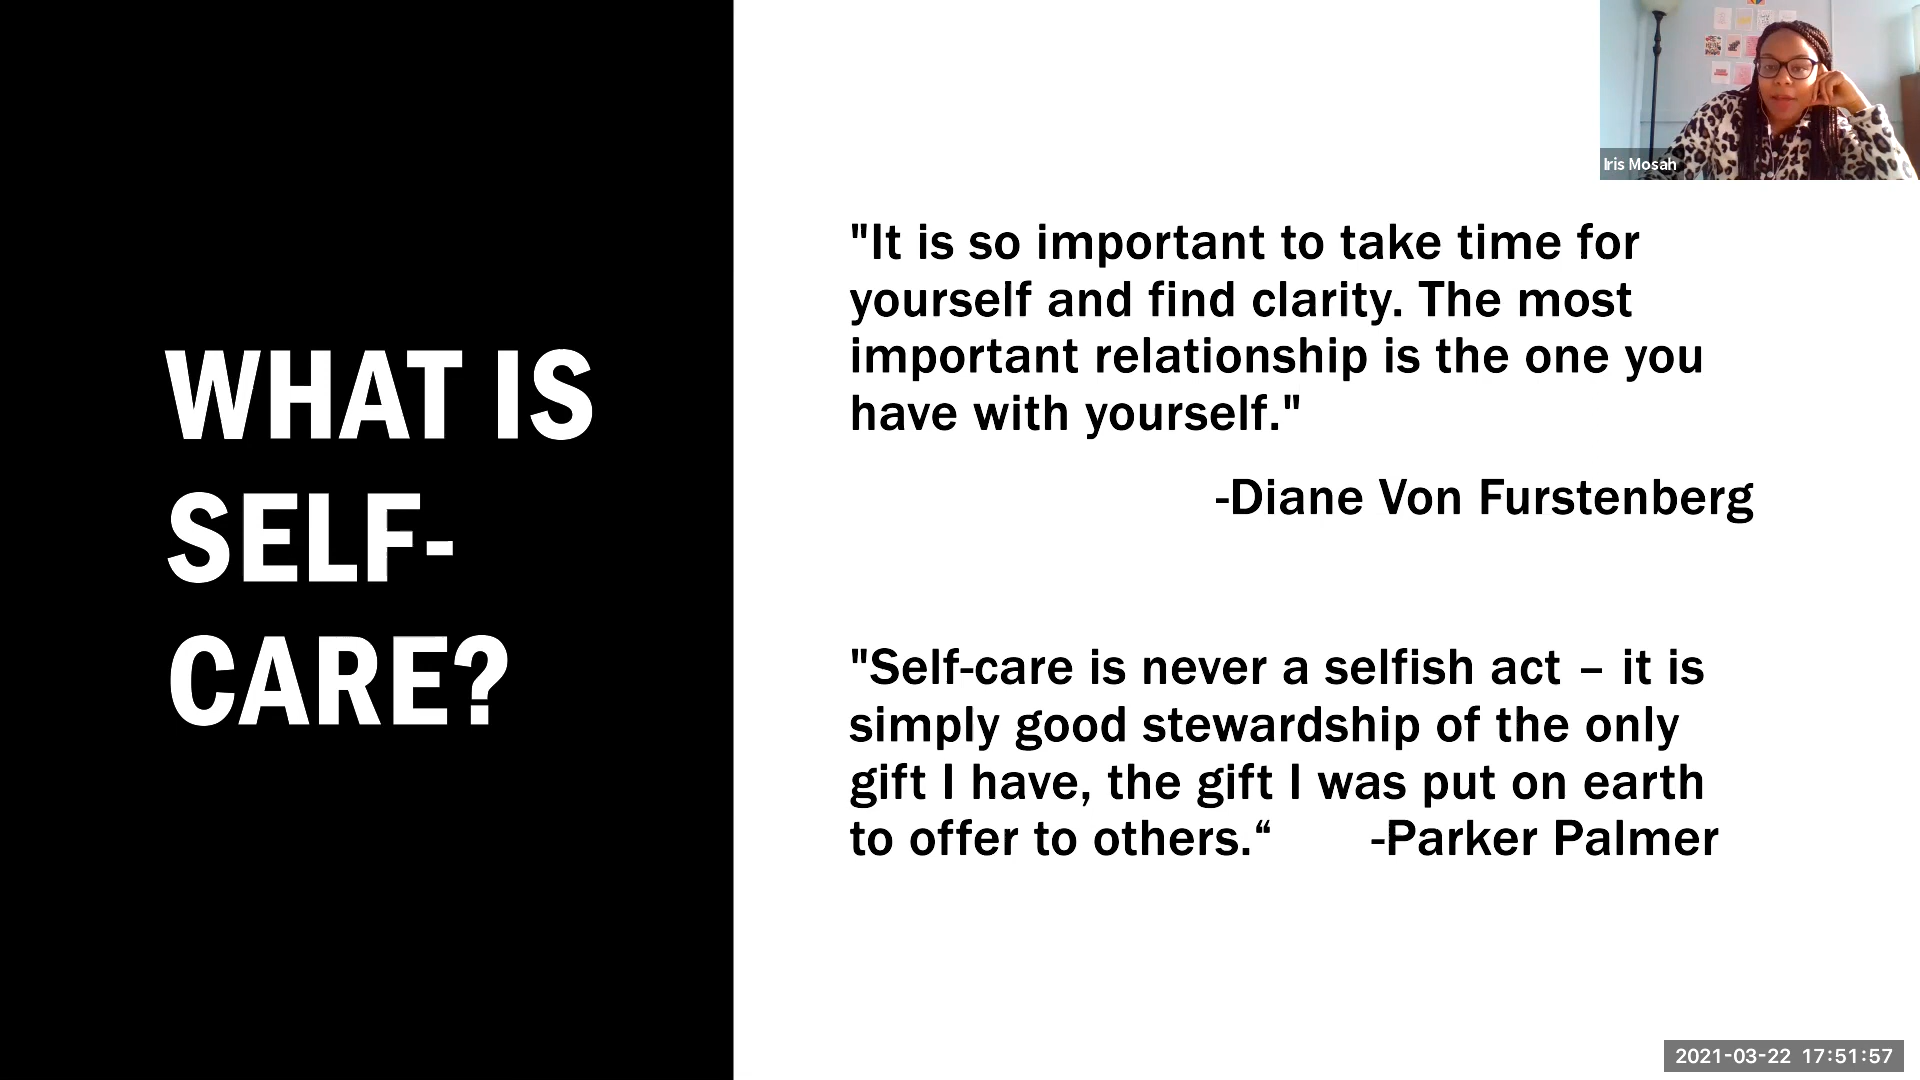 WHAT IS
SELF-
CARE?
"It is so important to take time for
yourself and find clarity. The most
important relationship is the one you
have with yourself."
-Diane Von Furstenberg
"Self-care is never a selfish act – it is
simply good stewardship of the only
gift I have, the gift I was put on earth
to offer to others.“ -Parker Palmer
Iris Mosah
2021-03-22 17:51:57